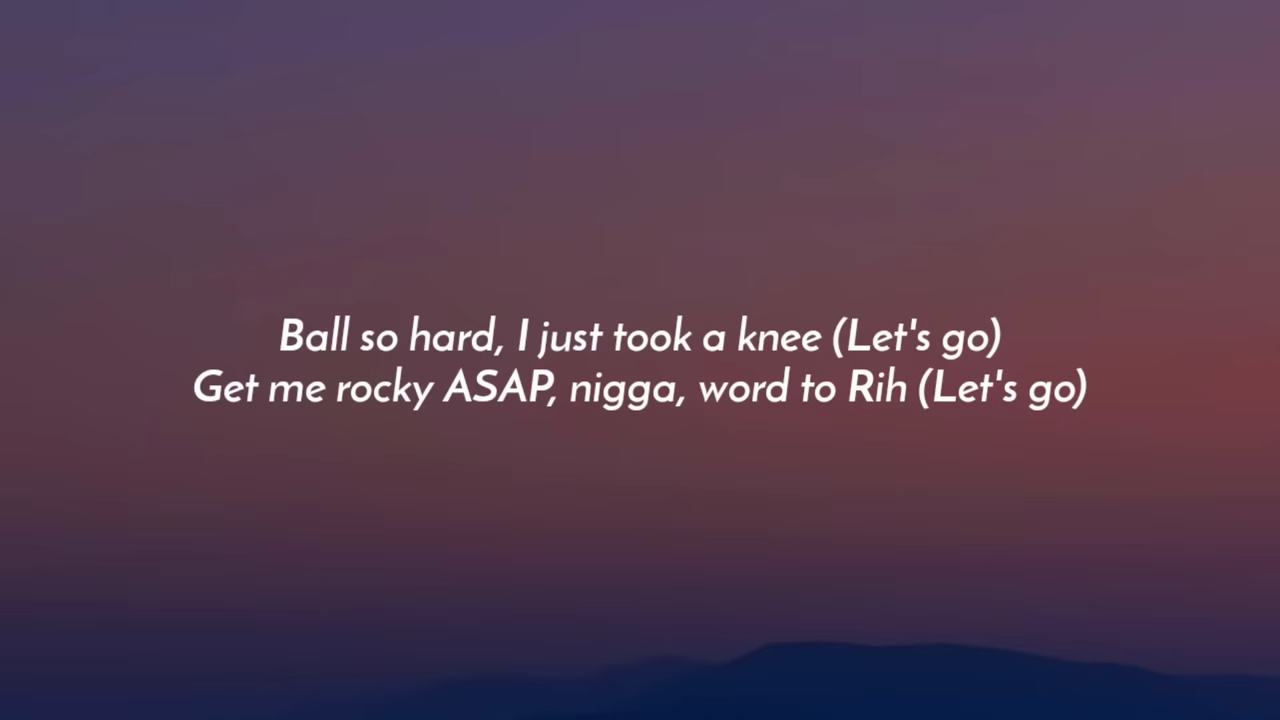 Ball so hard, I just took a knee (Let's go)
Get me rocky ASAP, nigga, word to Rih (Let's go)